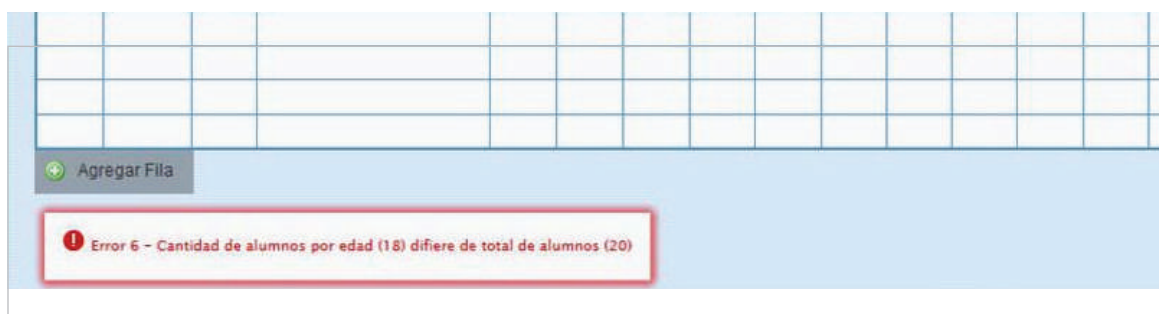 Agregar Fila
Error 6 - Cantidad de alumnos por edad (18) difiere de total de alumnos (20)